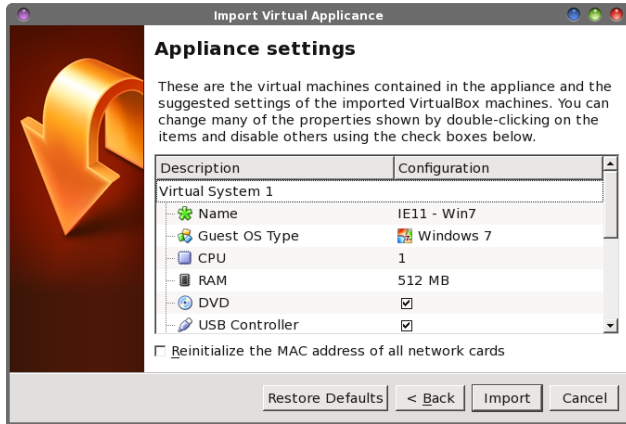 Import Virtual Applicance
Appliance settings
These are the virtual machines contained in the appliance and the
suggested settings of the imported VirtualBox machines. You can
change many of the properties shown by double-clicking on the
items and disable others using the check boxes below.
Description Configuration
Virtual System 1
Name IE11 - Win7
Guest OS Type Windows 7
CPU 1
RAM 512 MB
DVD
USB Controller
Reinitialize the MAC address of all network cards
Restore Defaults < Back Import Cancel